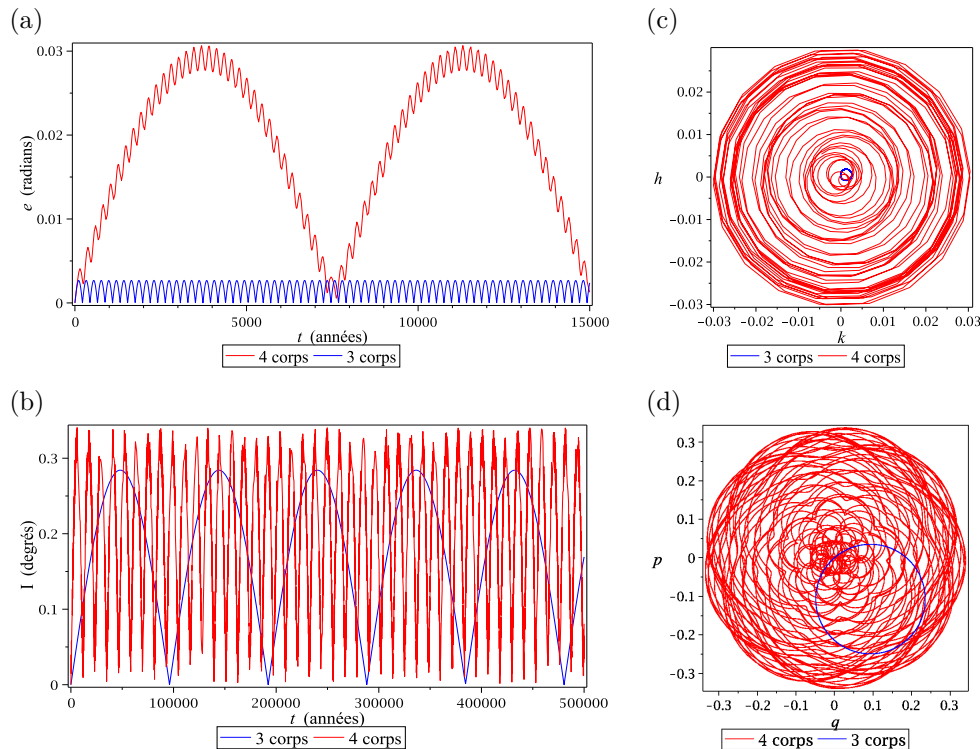 (a)
0.03
0.02
0.01
0
e (radians)
0
5000
10000
15000
t (années)
4 corps
3 corps
(c)
0.03
0.02
0.01
0
−0.01
−0.02
−0.03
h
−0.03
−0.02
−0.01
0
0.01
0.02
0.03
k
3 corps
4 corps
(b)
0.3
0.2
0.1
0
I (degrés)
0
100000
200000
300000
400000
500000
t (années)
3 corps
4 corps
(d)
0.3
0.2
0.1
0
−0.1
−0.2
−0.3
p
−0.3
−0.2
−0.1
0
0.1
0.2
0.3
q
4 corps
3 corps